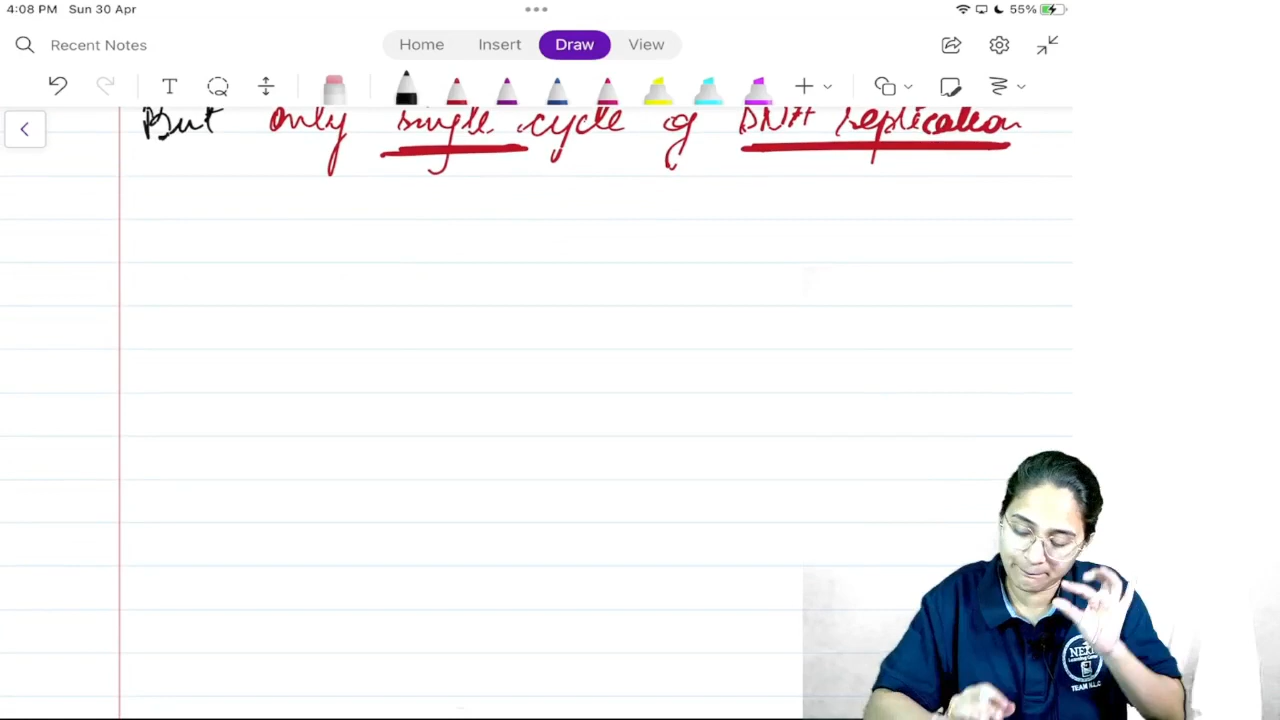 4:08 PM Sun 30 Apr
55%
Recent Notes
Home Insert Draw View
But only single cycle of DNA replication
TEAM N.L.C